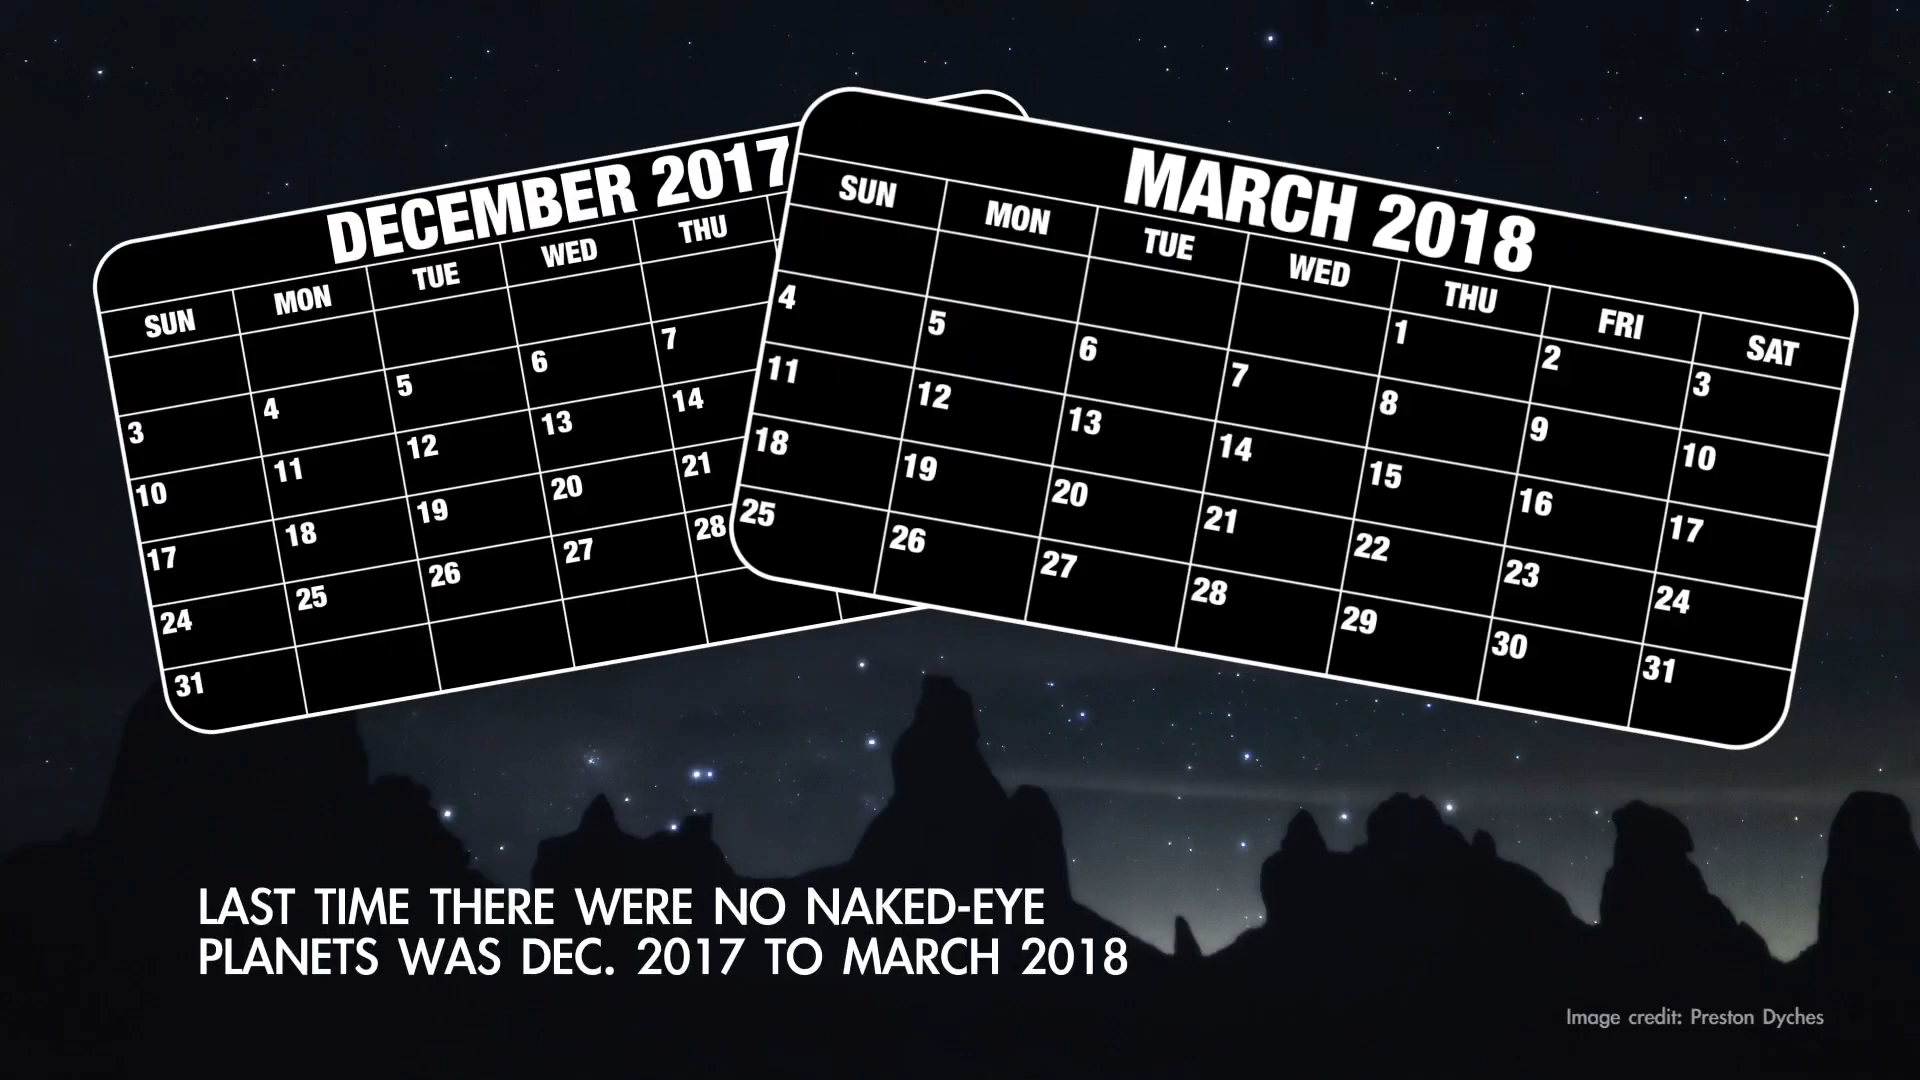 DECEMBER 2017
SUN MON TUE WED THU
3 4 5 6 7
10 11 12 13 14
17 18 19 20 21
24 25 26 27 28
31
MARCH 2018
SUN MON TUE WED THU FRI SAT
1 2 3
4 5 6 7 8 9 10
11 12 13 14 15 16 17
18 19 20 21 22 23 24
25 26 27 28 29 30 31
LAST TIME THERE WERE NO NAKED-EYE
PLANETS WAS DEC. 2017 TO MARCH 2018
Image credit: Preston Dyches